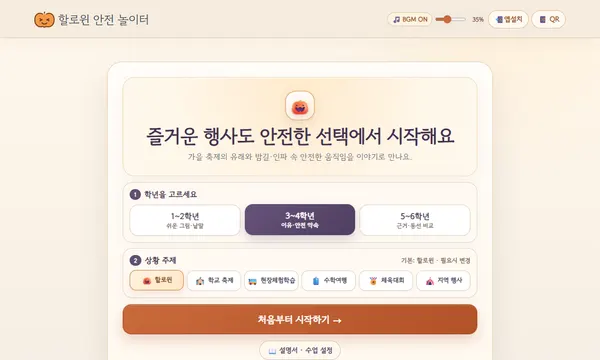 할로윈 안전 놀이터
BGM ON
35%
앱설치
QR
즐거운 행사도 안전한 선택에서 시작해요
가을 축제의 유래와 밤길·인파 속 안전한 움직임을 이야기로 만나요.
1 학년을 고르세요
1~2학년
쉬운 그림·낱말
3~4학년
이유·안전 약속
5~6학년
근거·동선 비교
2 상황 주제
기본: 할로윈 · 필요시 변경
할로윈
학교 축제
현장체험학습
수학여행
체육대회
지역 행사
처음부터 시작하기 →
설명서 · 수업 설정